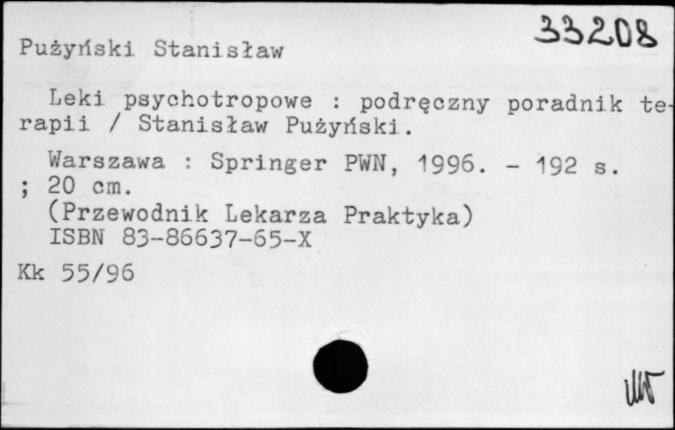 33208
Pużyński Stanisław
Leki psychotropowe : podręczny poradnik te-
rapii / Stanisław Pużyński.
Warszawa : Springer PWN, 1996. - 192 s.
; 20 cm.
(Przewodnik Lekarza Praktyka)
ISBN 83-86637-65-X
Kk 55/96